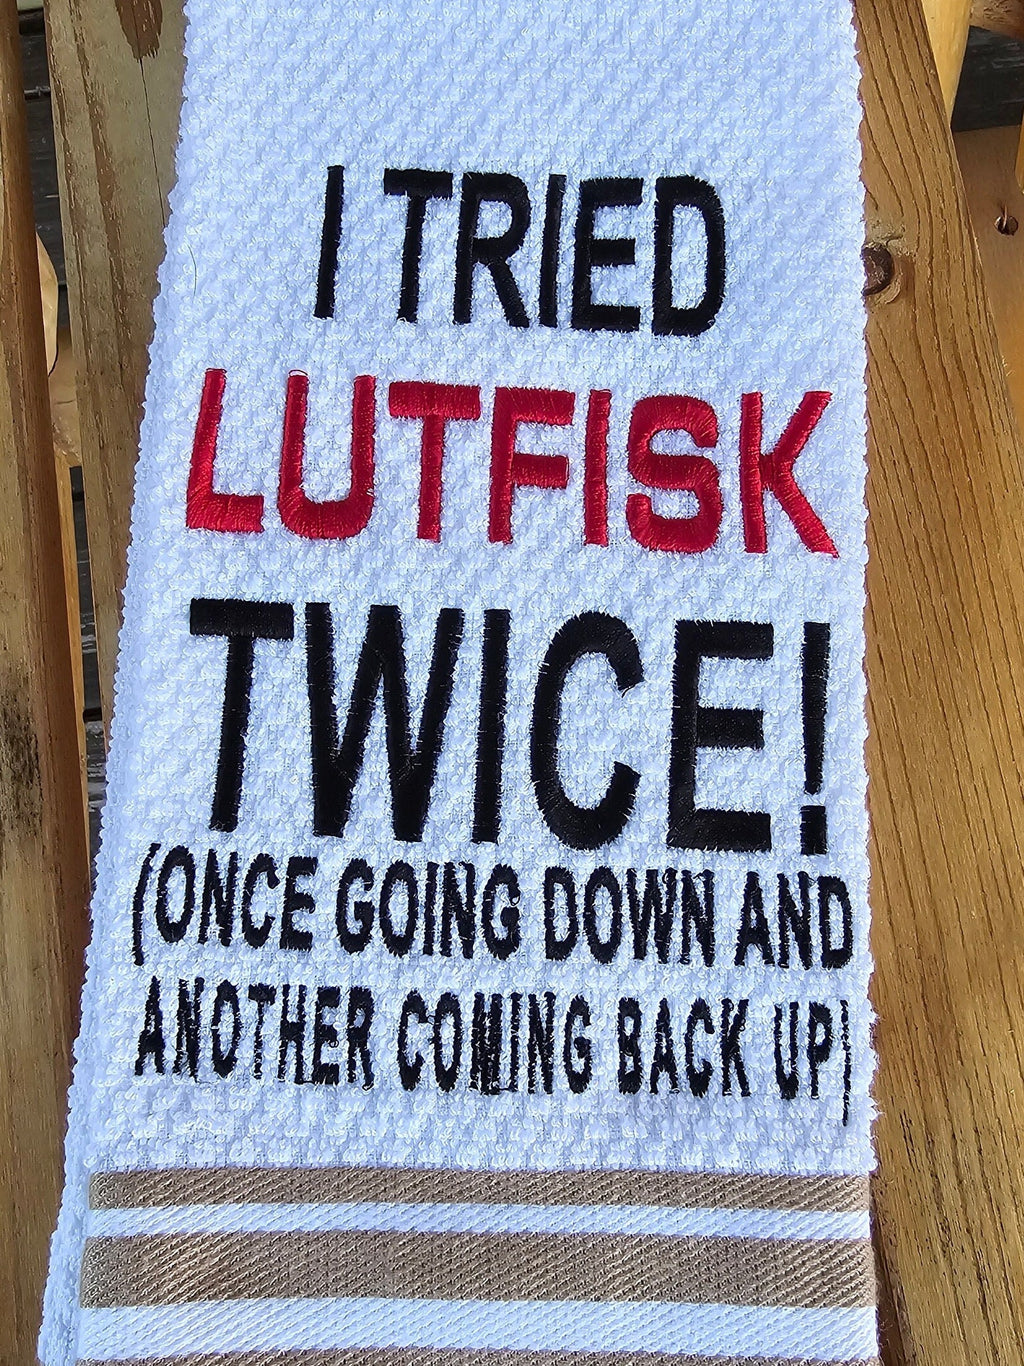 I TRIED
LUTFISK
TWICE!
(ONCE GOING DOWN AND
ANOTHER COMING BACK UP)